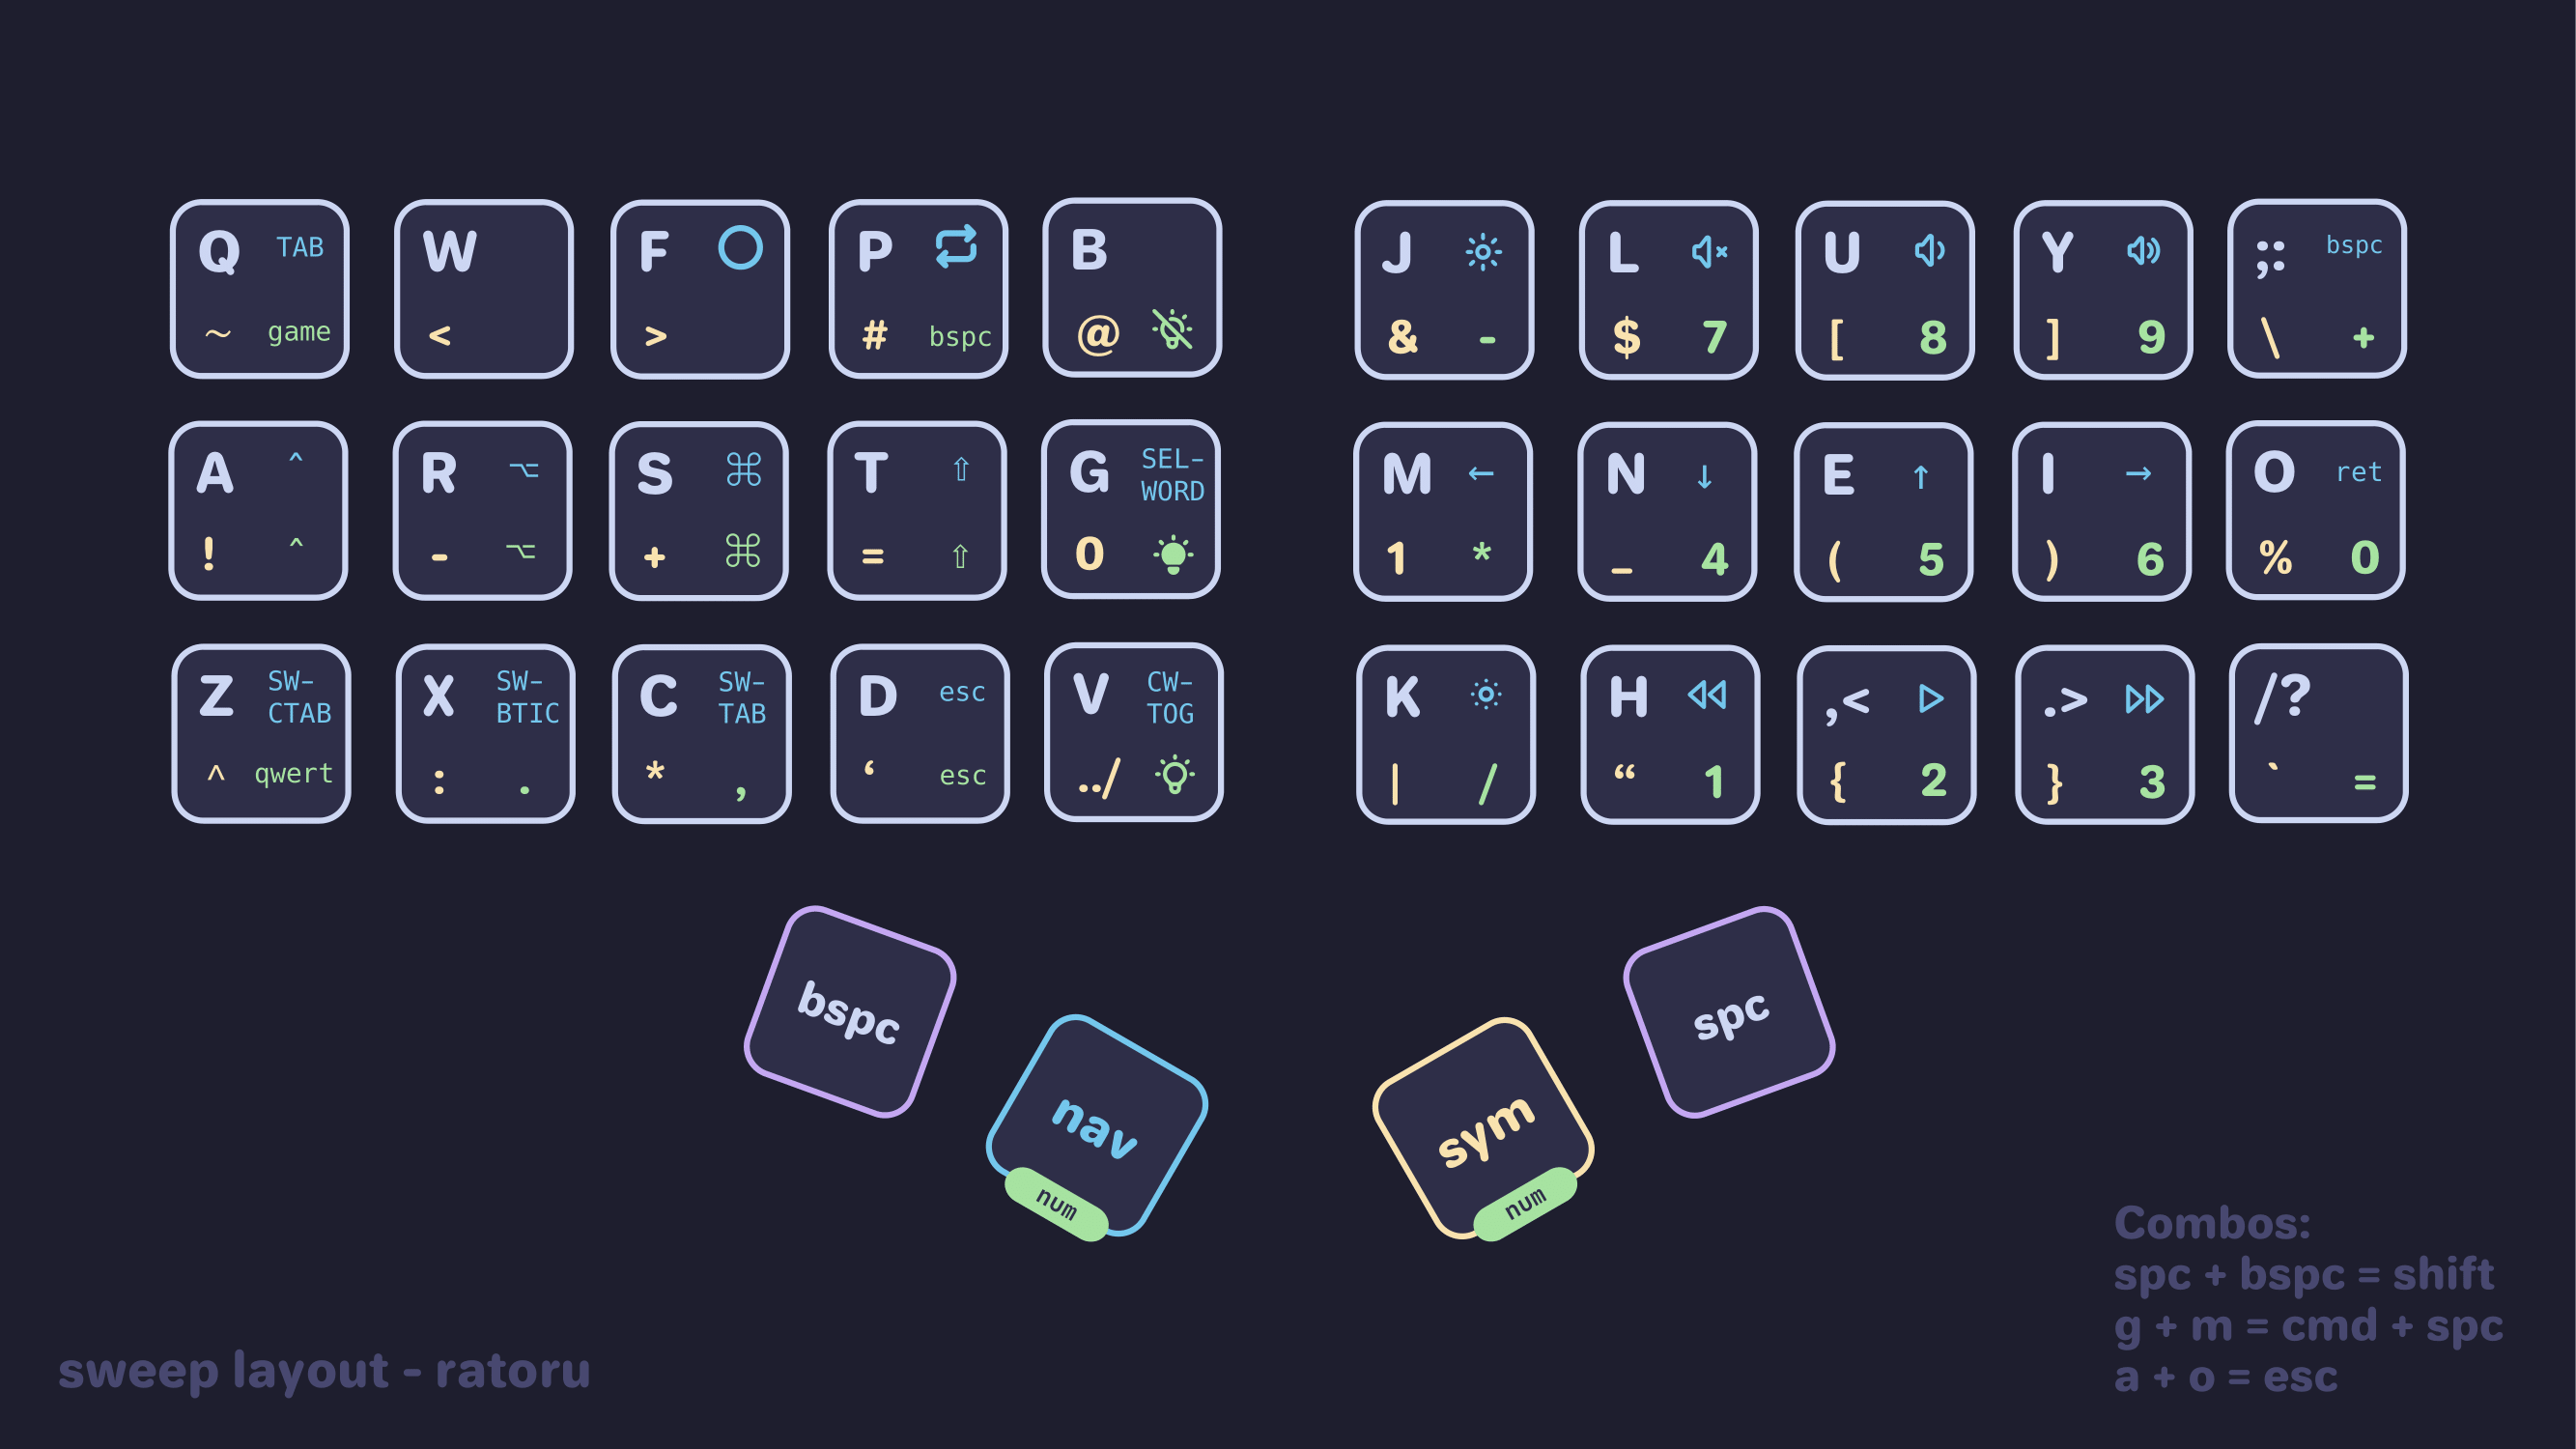 Q TAB W F P B J L U Y ;: bspc
~ game < > # bspc @ & - $ 7 [ 8 ] 9 \ +
A ^ R ⌥ S ⌘ T ⇧ G SEL-
WORD M ← N ↓ E ↑ I → O ret
! ^ - ⌥ + ⌘ = ⇧ 0 1 * _ 4 ( 5 ) 6 % 0
Z SW-
CTAB X SW-
BTIC C SW-
TAB D esc V CW-
TOG K H ,< .> /?
^ qwert : . * , ‘ esc ../ | / “ 1 { 2 } 3 ` =
bspc
spc
nav
sym
num
num
Combos:
spc + bspc = shift
g + m = cmd + spc
a + o = esc
sweep layout - ratoru